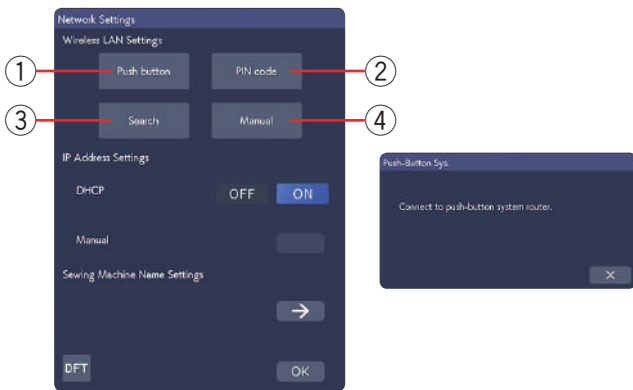 Network Settings
Wireless LAN Settings
1 Push button PIN code 2
3 Search Manual 4
IP Address Settings
DHCP OFF ON
Manual
Sewing Machine Name Settings
→
DFT OK
Push-Button Sys.
Connect to push-button system router.
×